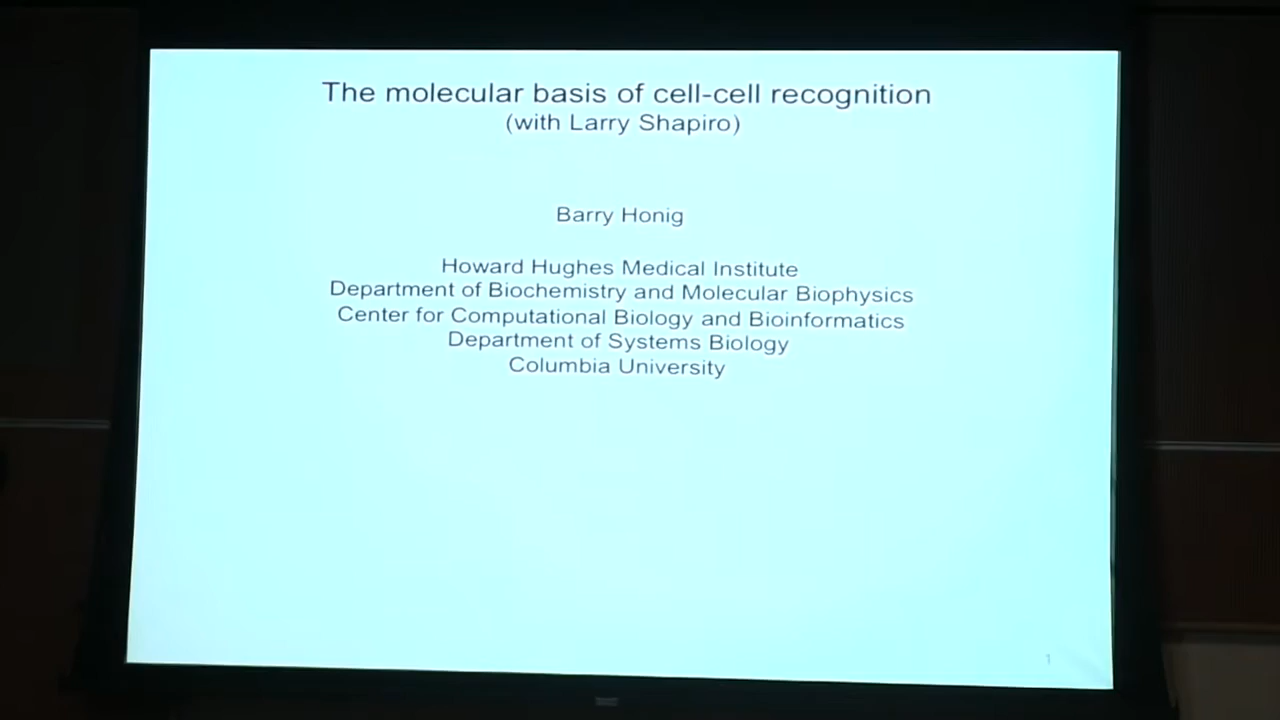 The molecular basis of cell-cell recognition
(with Larry Shapiro)
Barry Honig
Howard Hughes Medical Institute
Department of Biochemistry and Molecular Biophysics
Center for Computational Biology and Bioinformatics
Department of Systems Biology
Columbia University
1